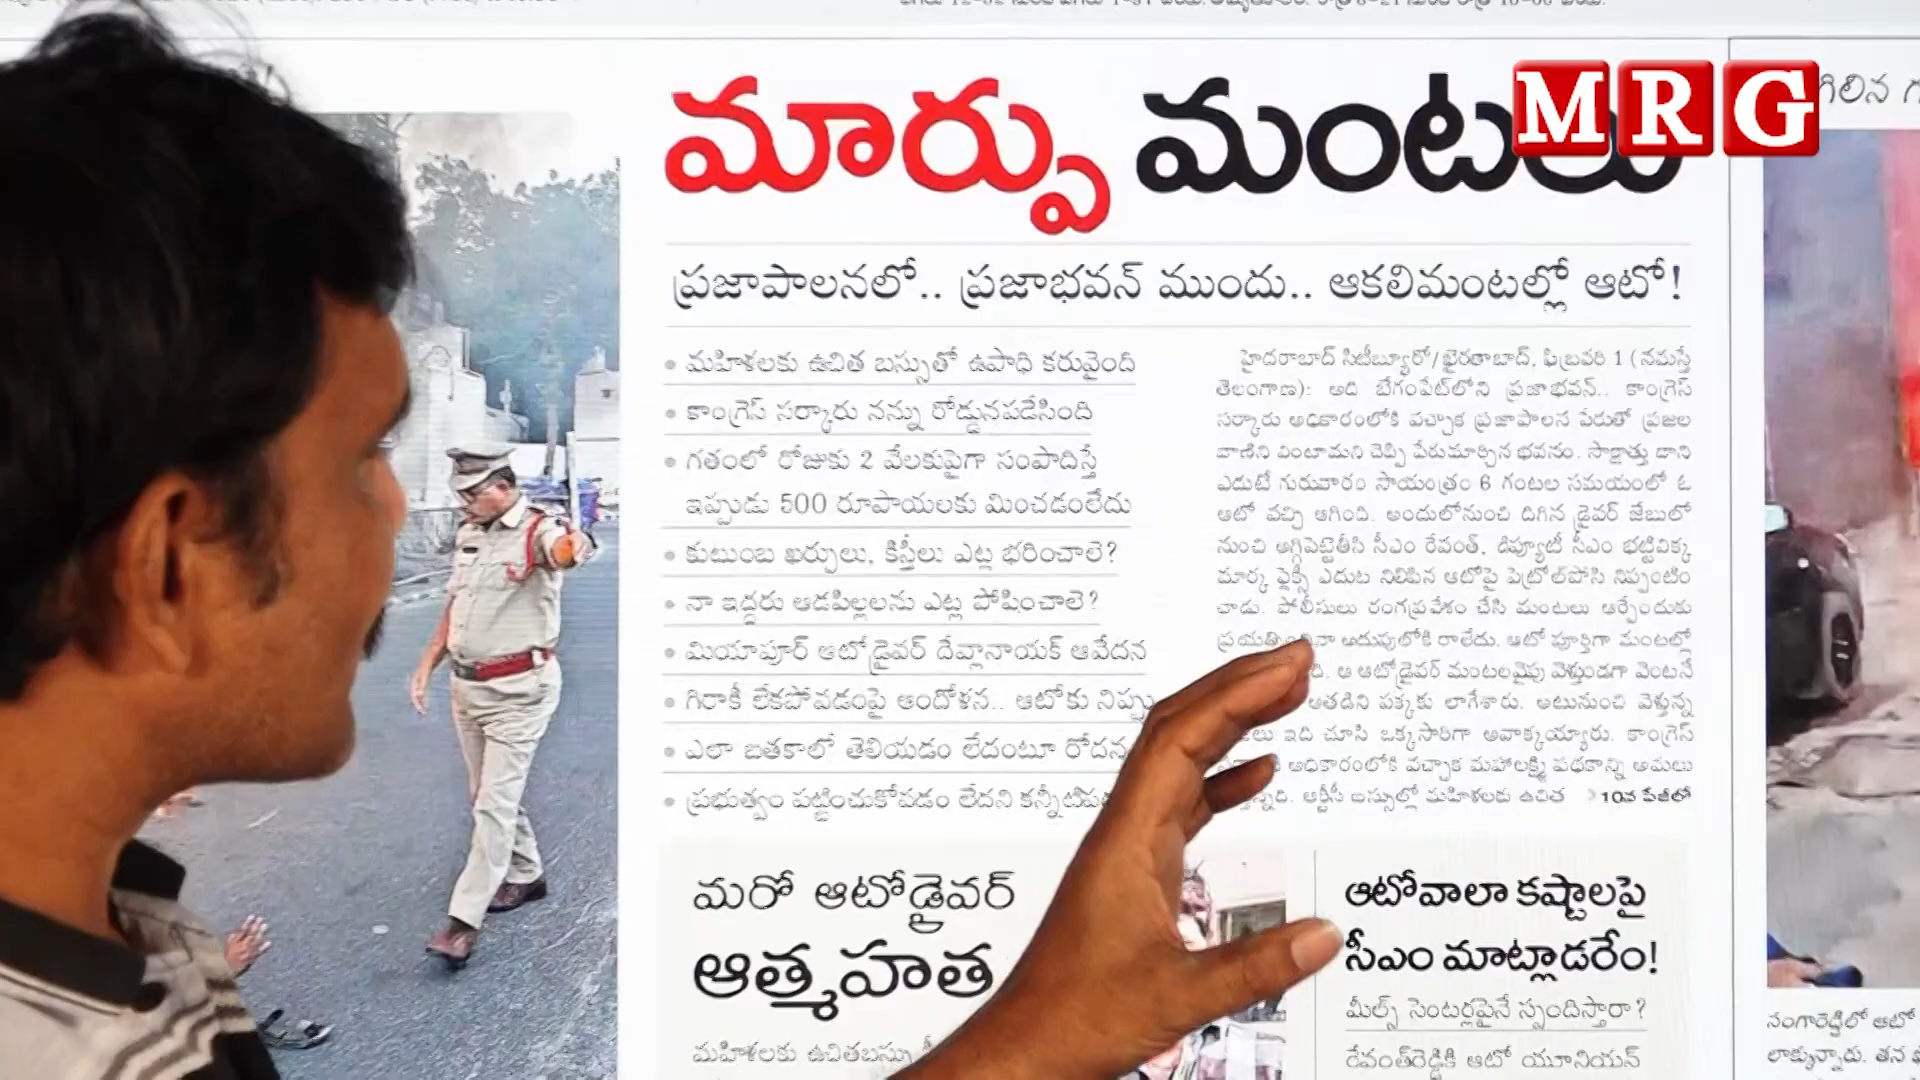 మార్పు మంటలు
MRG
ప్రజాపాలనలో.. ప్రజాభవన్ ముందు.. ఆకలిమంటల్లో ఆటో!
• మహిళలకు ఉచిత బస్సుతో ఉపాధి కరువైంది
• కాంగ్రెస్ సర్కారు నన్ను రోడ్డునపడేసింది
• గతంలో రోజుకు 2 వేలకుపైగా సంపాదిస్తే
ఇప్పుడు 500 రూపాయలకు మించడంలేదు
• కుటుంబ ఖర్చులు, కిస్తీలు ఎట్ల భరించాలె?
• నా ఇద్దరు ఆడపిల్లలను ఎట్ల పోషించాలె?
• మియాపూర్ ఆటోడ్రైవర్ దేవ్లానాయక్ ఆవేదన
• గిరాకీ లేకపోవడంపై ఆందోళన.. ఆటోకు నిప్పు
• ఎలా బతకాలో తెలియడం లేదంటూ రోదన
• ప్రభుత్వం పట్టించుకోవడం లేదని
హైదరాబాద్ సిటీబ్యూరో/ఖైరతాబాద్, ఫిబ్రవరి 1 (నమస్తే
తెలంగాణ): అది బేగంపేట్‌లోని ప్రజాభవన్.. కాంగ్రెస్
సర్కారు అధికారంలోకి వచ్చాక ప్రజాపాలన పేరుతో ప్రజల
వాణిని వింటామని చెప్పి పేరుమార్చిన భవనం. సాక్షాత్తు దాని
ఎదుటే గురువారం సాయంత్రం 6 గంటల సమయంలో ఓ
ఆటో వచ్చి ఆగింది. అందులోనుంచి దిగిన డ్రైవర్ జేబులో
నుంచి అగ్గిపెట్టెతీసి సీఎం రేవంత్, డిప్యూటీ సీఎం భట్టివిక్ర
మార్క ఫ్లెక్సీ ఎదుట నిలిపిన ఆటోపై పెట్రోల్‌పోసి నిప్పంటిం
చాడు. పోలీసులు రంగప్రవేశం చేసి మంటలు ఆర్పేందుకు
అదుపులోకి రాలేదు. ఆటో పూర్తిగా మంటల్లో
ఆ ఆటోడ్రైవర్ మంటలవైపు వెళ్తుండగా వెంటనే
అతడిని పక్కకు లాగేశారు. అటునుంచి వెళ్తున్న
ఇది చూసి ఒక్కసారిగా అవాక్కయ్యారు. కాంగ్రెస్
అధికారంలోకి వచ్చాక మహాలక్ష్మి పథకాన్ని అమలు
ఆర్టీసీ బస్సుల్లో మహిళలకు ఉచిత > 10వ పేజీలో
మరో ఆటోడ్రైవర్
ఆత్మహత
మహిళలకు ఉచితబస్సు
ఆటోవాలా కష్టాలపై
సీఎం మాట్లాడరేం!
మీల్స్ సెంటర్లపైనే స్పందిస్తారా?
రేవంత్‌రెడ్డికి ఆటో యూనియన్